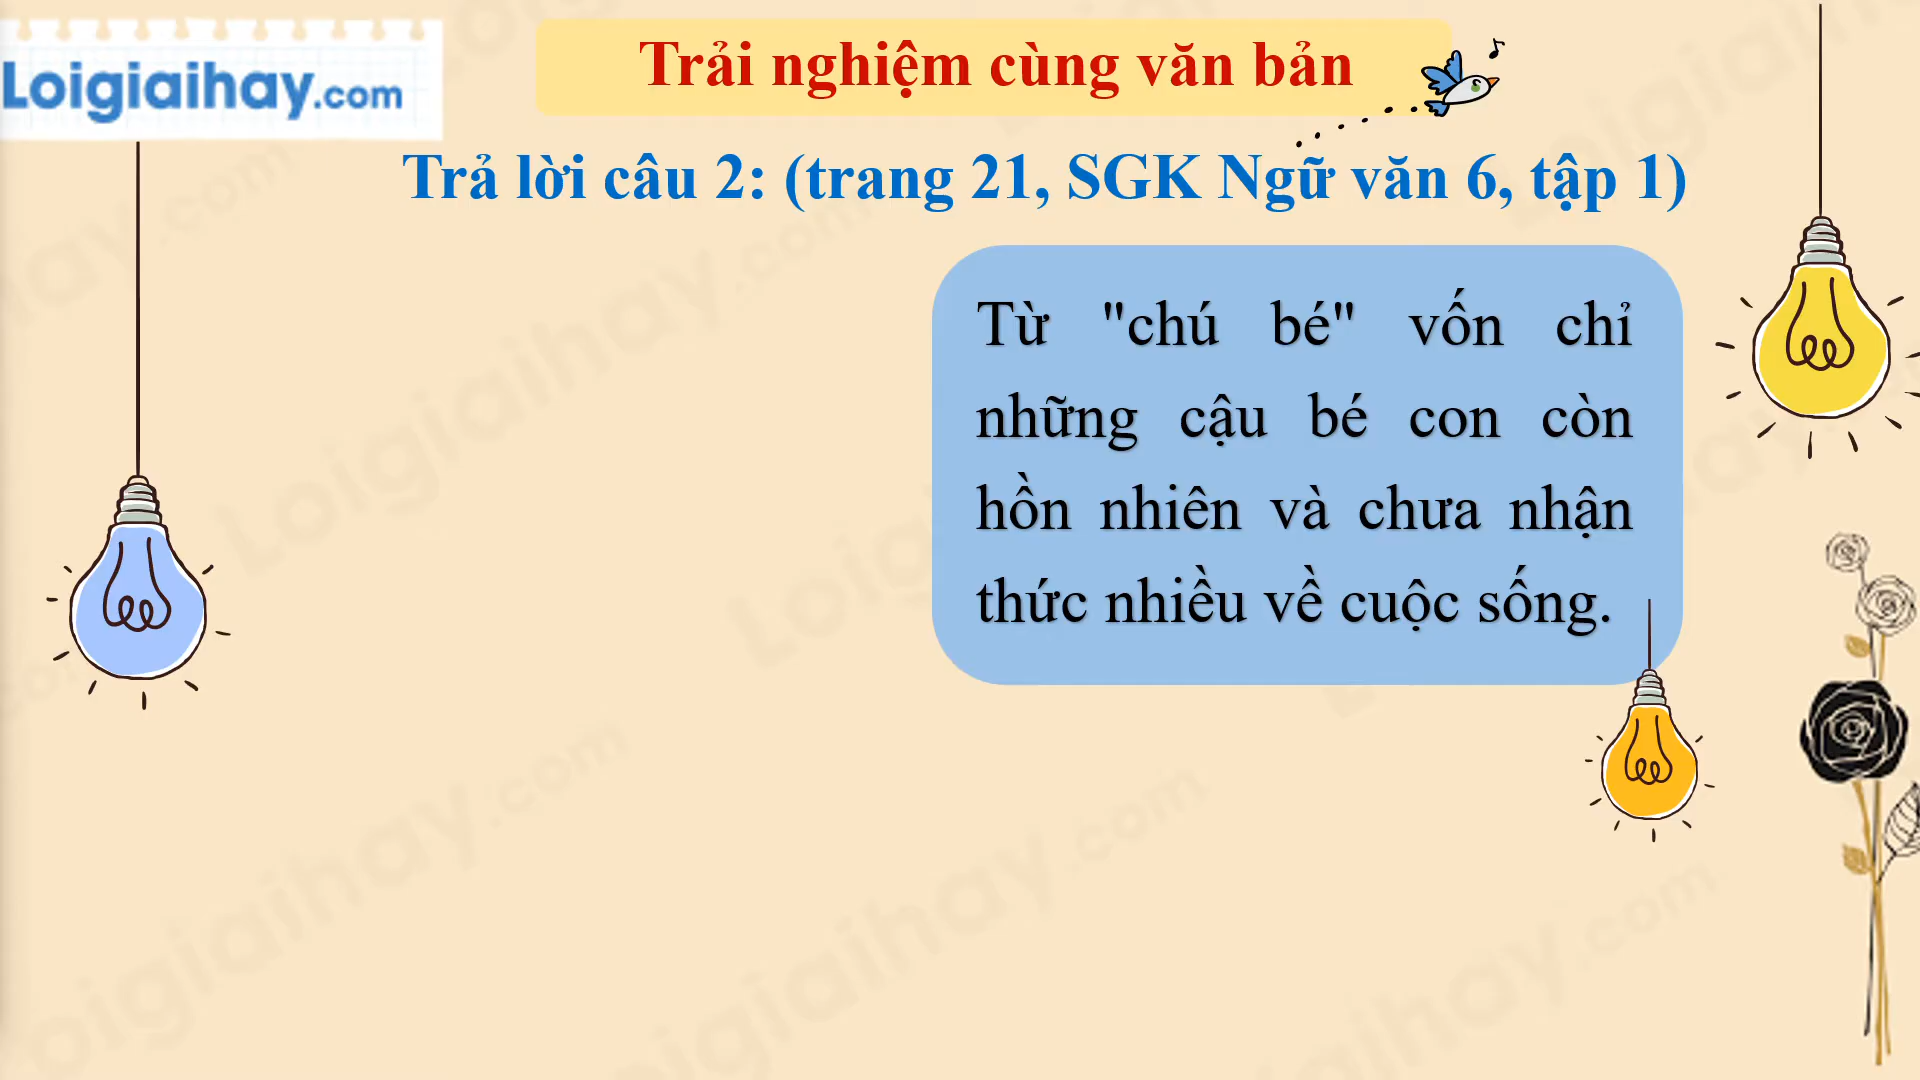 Loigiaihay.com
Trải nghiệm cùng văn bản
Trả lời câu 2: (trang 21, SGK Ngữ văn 6, tập 1)
Từ "chú bé" vốn chỉ
những cậu bé con còn
hồn nhiên và chưa nhận
thức nhiều về cuộc sống.